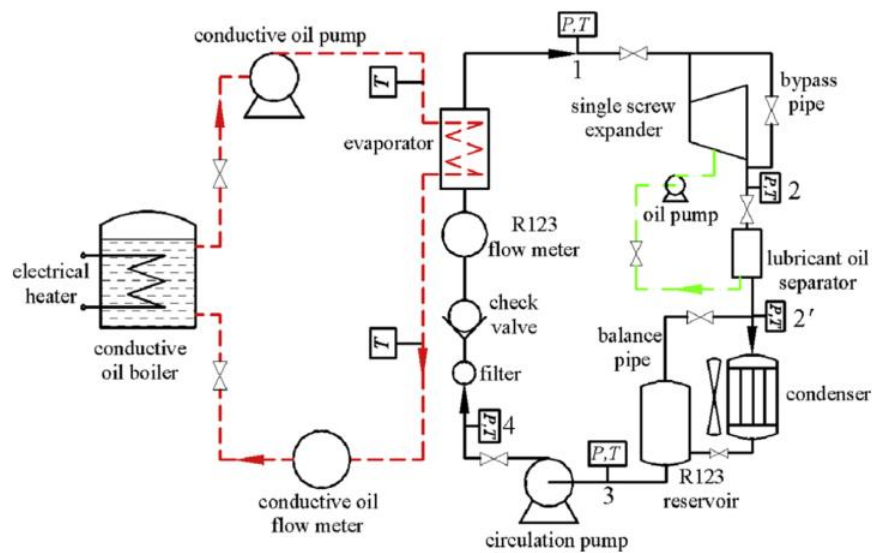 conductive oil pump
P,T
1
T
bypass
pipe
single screw
expander
evaporator
P,T
2
oil pump
R123
flow meter
lubricant oil
separator
electrical
heater
check
valve
P,T
2′
balance
pipe
T
conductive
oil boiler
filter
condenser
P,T
4
P,T
3
R123
reservoir
conductive oil
flow meter
circulation pump